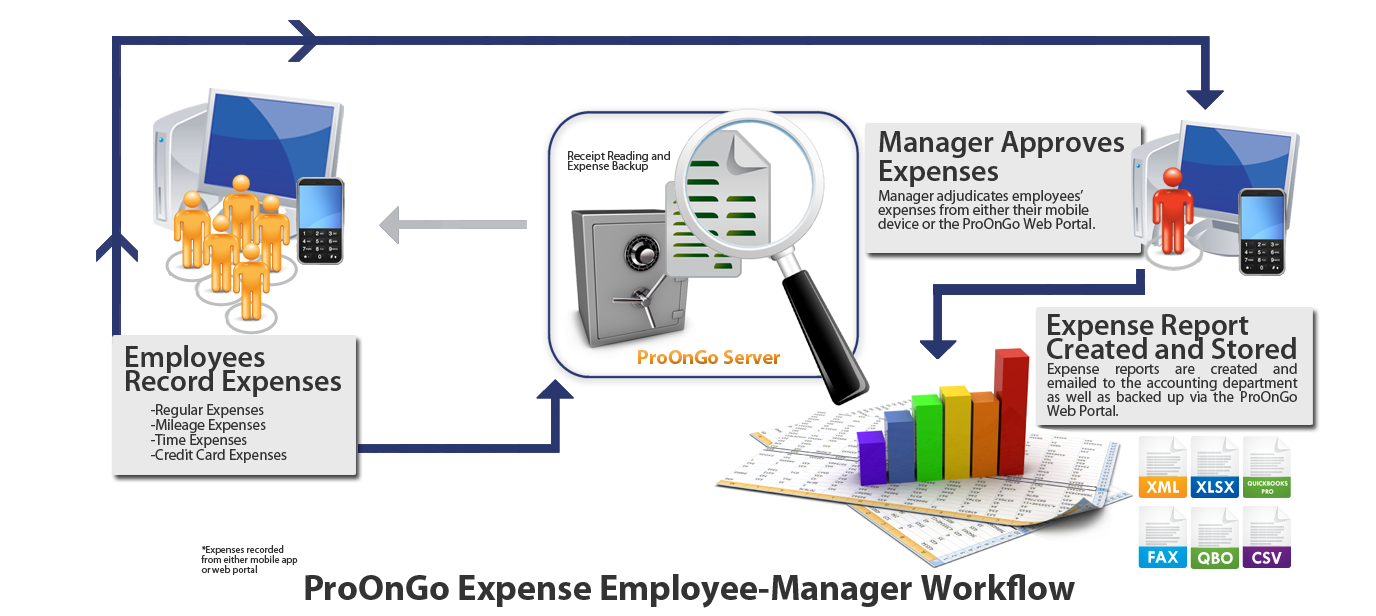 Receipt Reading and
Expense Backup
ProOnGo Server
Manager Approves
Expenses
Manager adjudicates employees’
expenses from either their mobile
device or the ProOnGo Web Portal.
Employees
Record Expenses
-Regular Expenses
-Mileage Expenses
-Time Expenses
-Credit Card Expenses
Expense Report
Created and Stored
Expense reports are created and
emailed to the accounting department
as well as backed up via the ProOnGo
Web Portal.
XML
XLSX
QUICKBOOKS
PRO
FAX
QBO
CSV
*Expenses recorded
from either mobile app
or web portal
ProOnGo Expense Employee-Manager Workflow